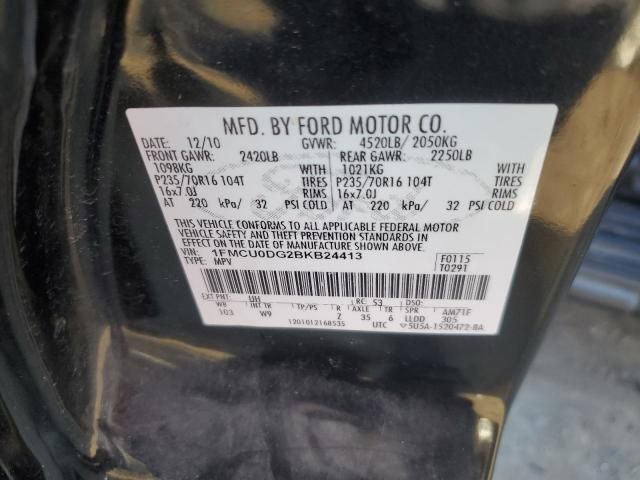 MFD. BY FORD MOTOR CO.
DATE: 12/10 GVWR: 4520LB/ 2050KG
FRONT GAWR: 2420LB REAR GAWR: 2250LB
1098KG 1021KG
P235/70R16 104T TIRES P235/70R16 104T TIRES
16x7.0J RIMS 16x7.0J RIMS
AT 220 kPa/ 32 PSI COLD AT 220 kPa/ 32 PSI COLD
THIS VEHICLE CONFORMS TO ALL APPLICABLE FEDERAL MOTOR
VEHICLE SAFETY AND THEFT PREVENTION STANDARDS IN
EFFECT ON THE DATE OF MANUFACTURE SHOWN ABOVE.
VIN: 1FMCU0DG2BKB24413 F0115
TYPE: MPV T0291
EXT PNT: UH RC: 53
WB INT TR TP/PS R AXLE TR SPR AM71F
103 W9 Z 35 6 LLDD 305
1201012168535 UTC 5U5A-1520472-BA